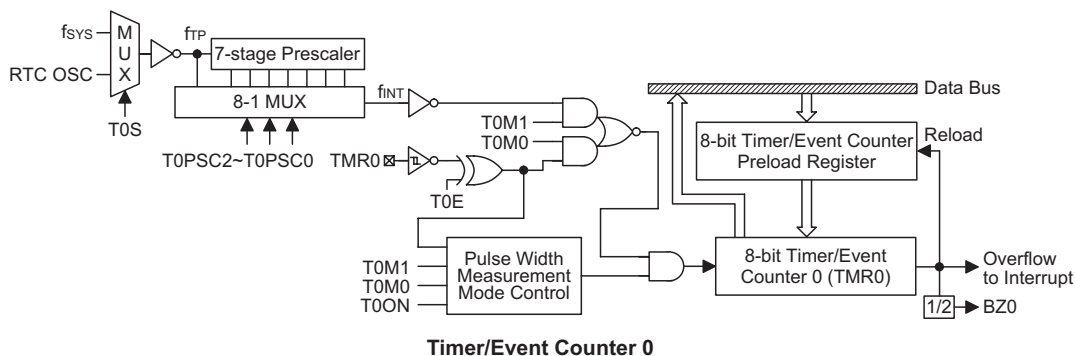 fSYS
M
U
X
RTC OSC
T0S
fTP
7-stage Prescaler
8-1 MUX
T0PSC2~T0PSC0
fINT
T0M1
T0M0
TMR0
T0E
T0M1
T0M0
T0ON
Pulse Width
Measurement
Mode Control
Data Bus
8-bit Timer/Event Counter
Preload Register
Reload
8-bit Timer/Event
Counter 0 (TMR0)
Overflow
to Interrupt
1/2
BZ0
Timer/Event Counter 0